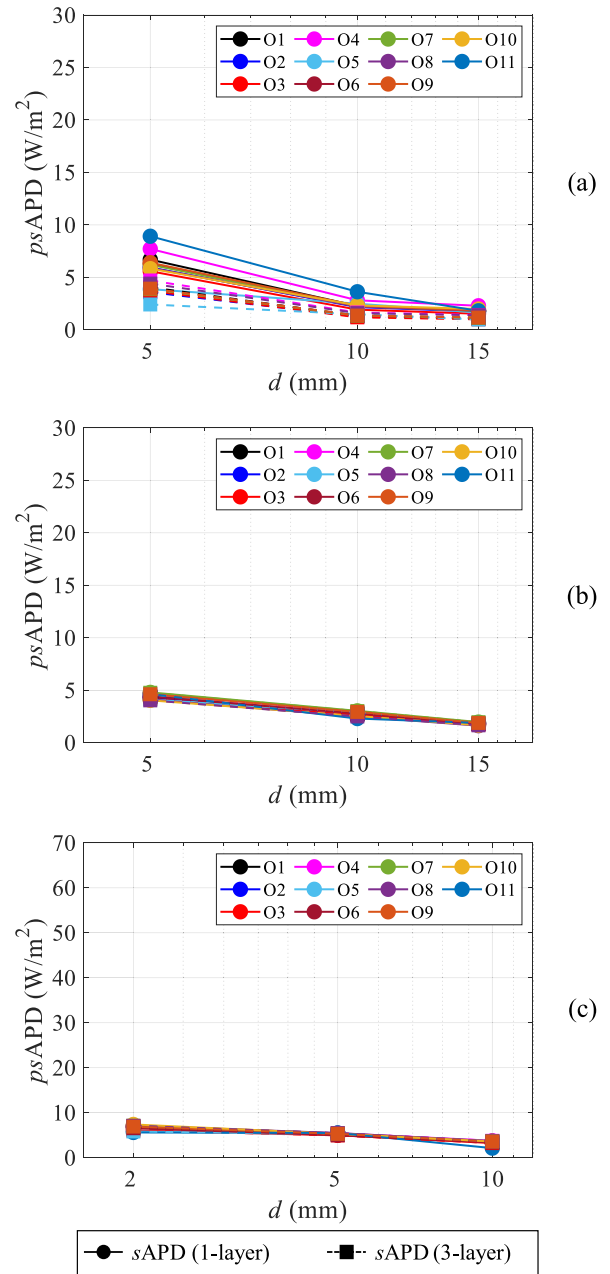 30
25
20
15
10
5
0
psAPD (W/m²)
O1 O4 O7 O10
O2 O5 O8 O11
O3 O6 O9
5 10 15
d (mm)
(a)
30
25
20
15
10
5
0
psAPD (W/m²)
O1 O4 O7 O10
O2 O5 O8 O11
O3 O6 O9
5 10 15
d (mm)
(b)
70
60
50
40
30
20
10
0
psAPD (W/m²)
O1 O4 O7 O10
O2 O5 O8 O11
O3 O6 O9
2 5 10
d (mm)
(c)
sAPD (1-layer) sAPD (3-layer)